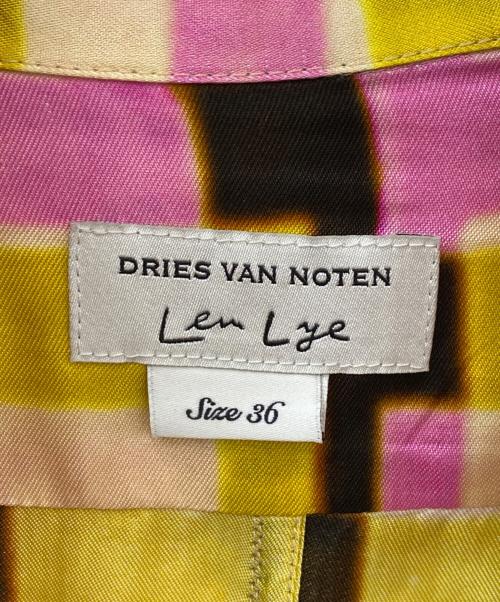 DRIES VAN NOTEN
Len Lye
Size 36